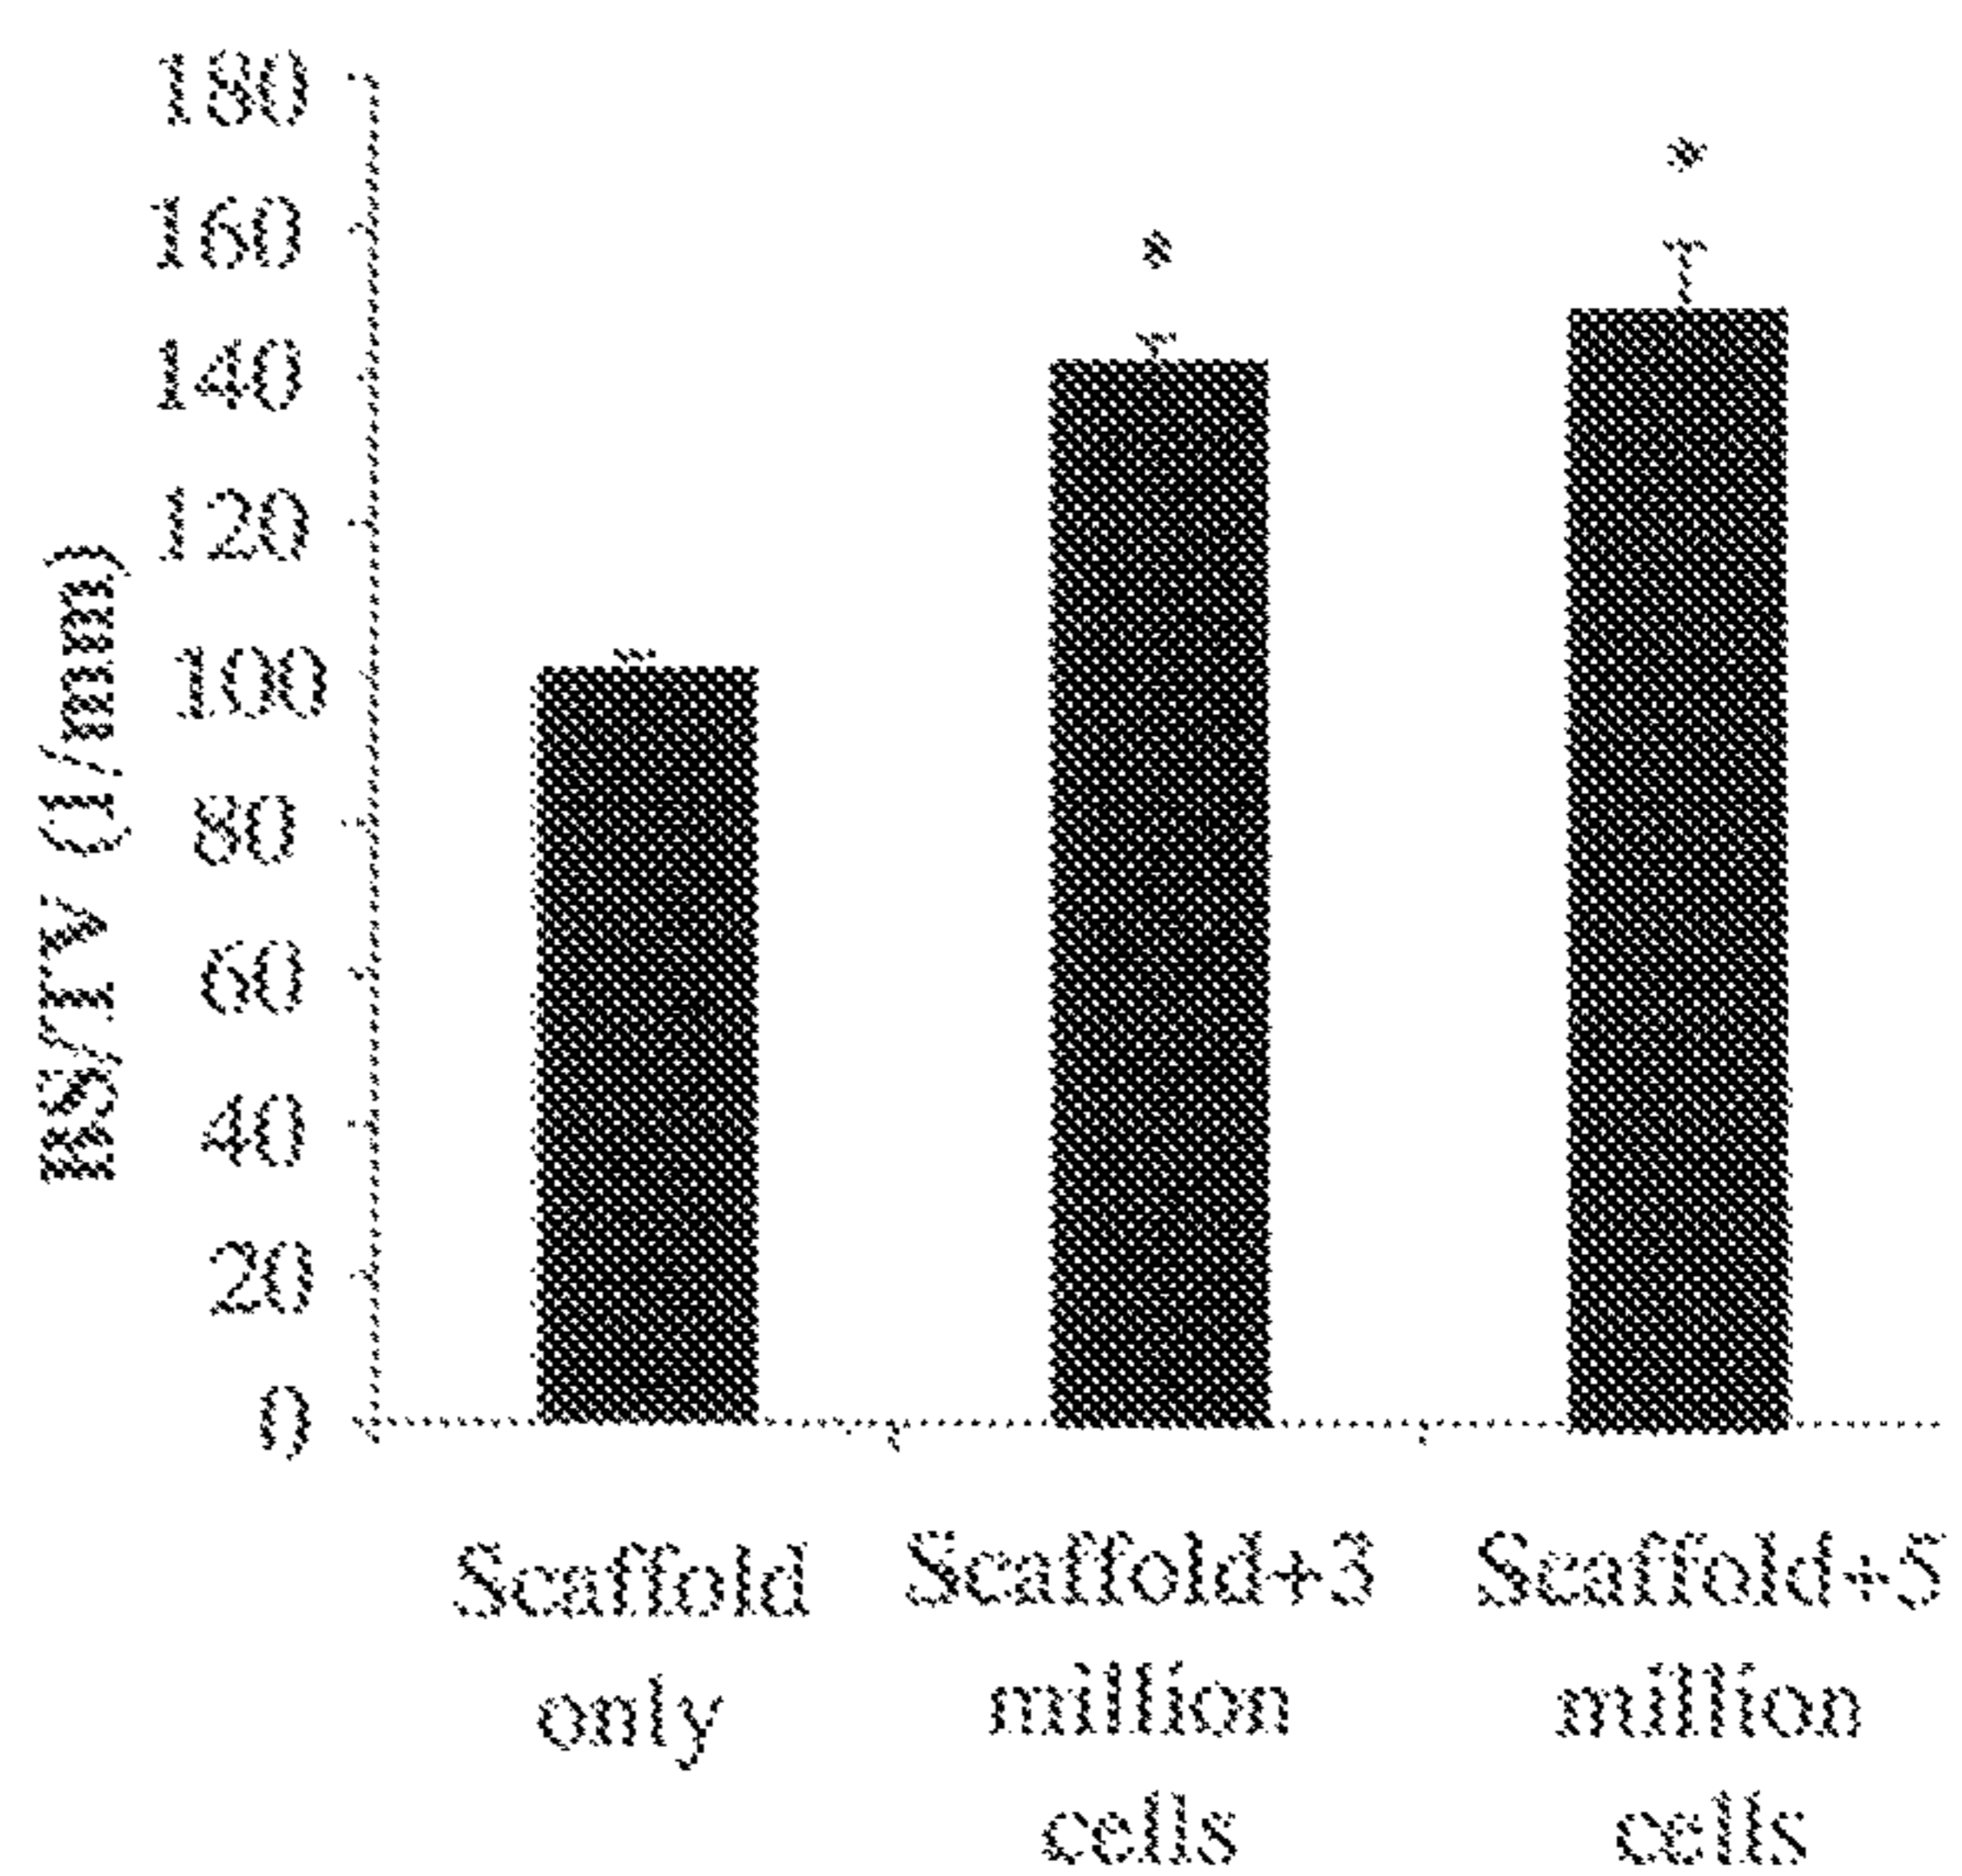 180
160
140
120
100
80
60
40
20
0
BS/TV (1/mm)
*
*
Scaffold
only
Scaffold+3
million
cells
Scaffold+5
million
cells